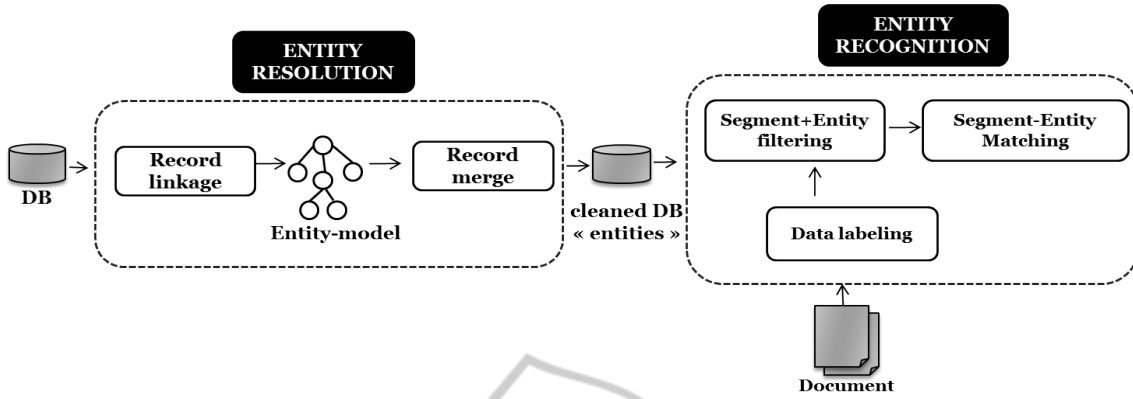 ENTITY
RESOLUTION
ENTITY
RECOGNITION
DB
Record
linkage
Entity-model
Record
merge
cleaned DB
« entities »
Segment+Entity
filtering
Segment-Entity
Matching
Data labeling
Document